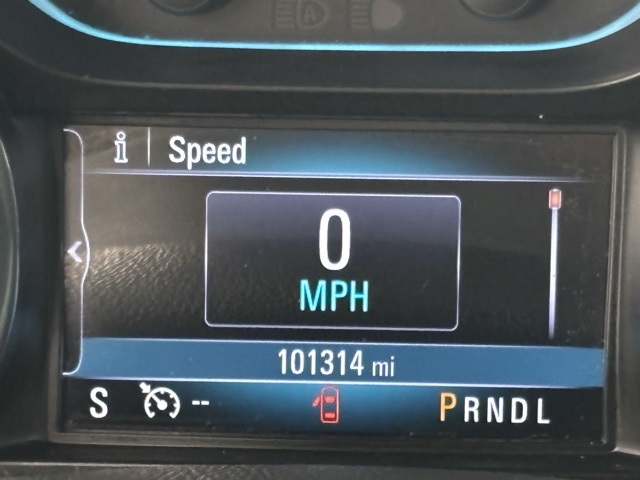 i Speed
0
MPH
101314 mi
S -- PRNDL